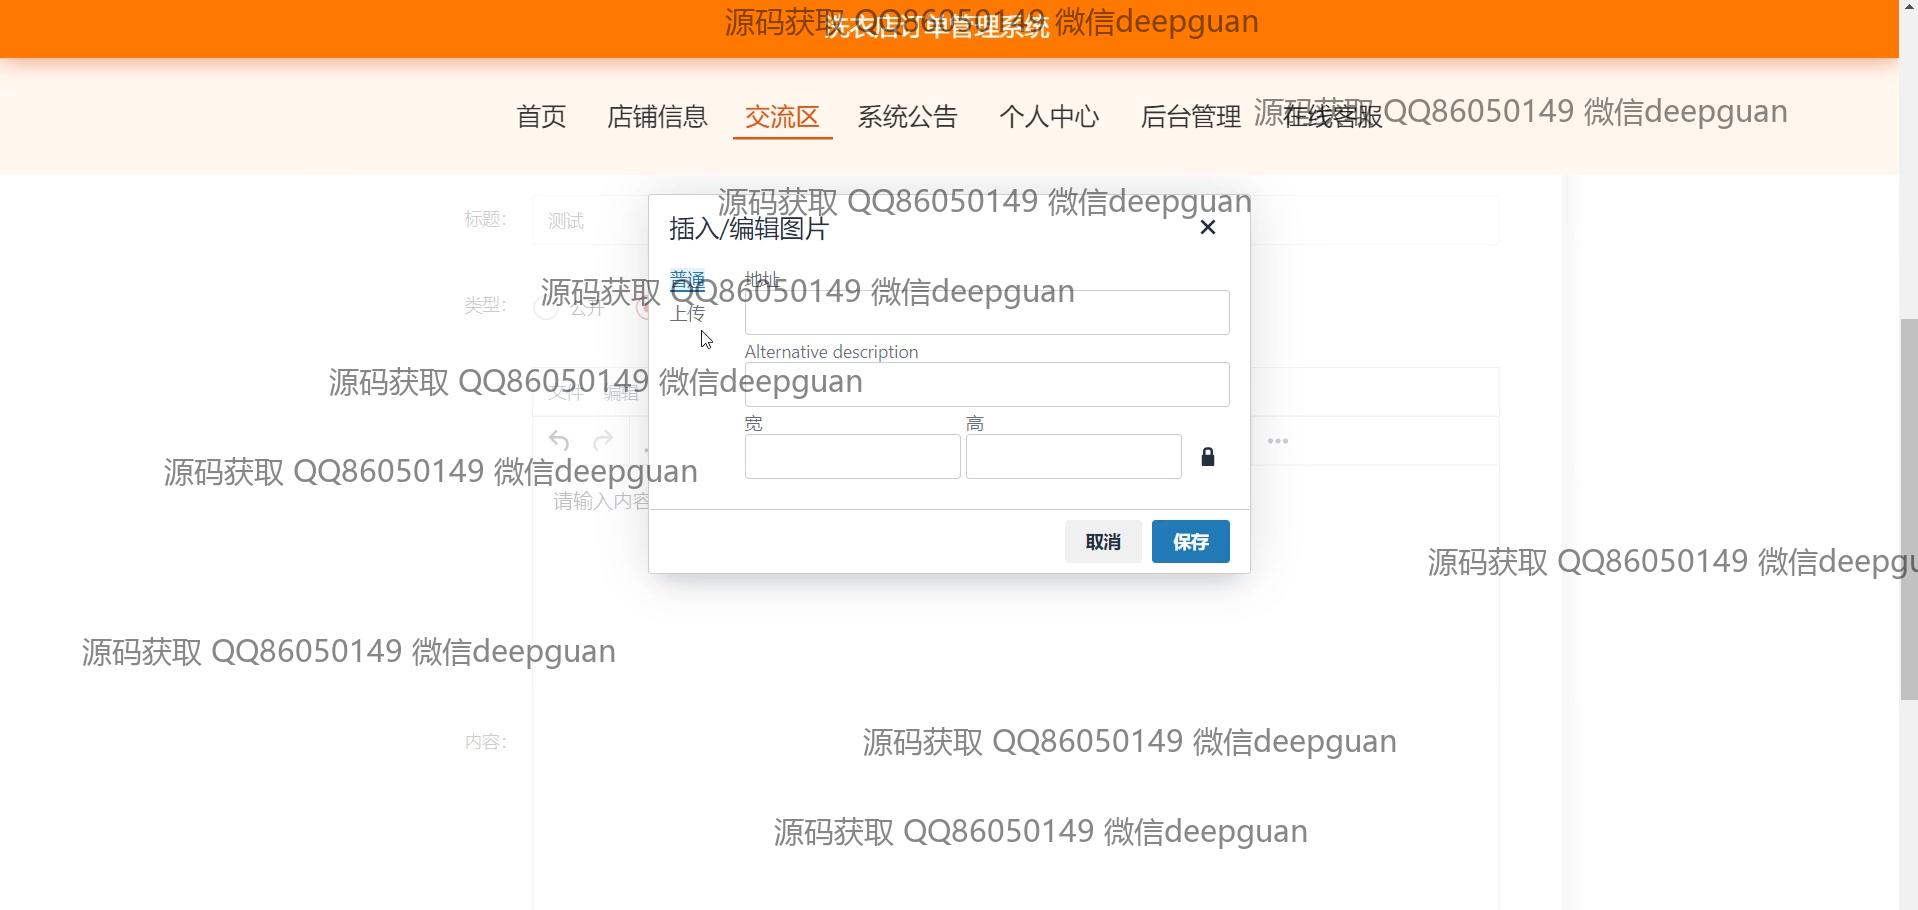 洗衣店订单管理系统
源码获取 QQ86050149 微信deepguan
首页 店铺信息 交流区 系统公告 个人中心 后台管理 在线客服
源码获取 QQ86050149 微信deepguan
源码获取 QQ86050149 微信deepguan
标题: 测试
插入/编辑图片
普通 地址
源码获取 QQ86050149 微信deepguan
类型: 公开
上传
Alternative description
源码获取 QQ86050149 微信deepguan
文件 编辑
宽 高
源码获取 QQ86050149 微信deepguan
请输入内容
取消 保存
源码获取 QQ86050149 微信deepgu
源码获取 QQ86050149 微信deepguan
内容:
源码获取 QQ86050149 微信deepguan
源码获取 QQ86050149 微信deepguan